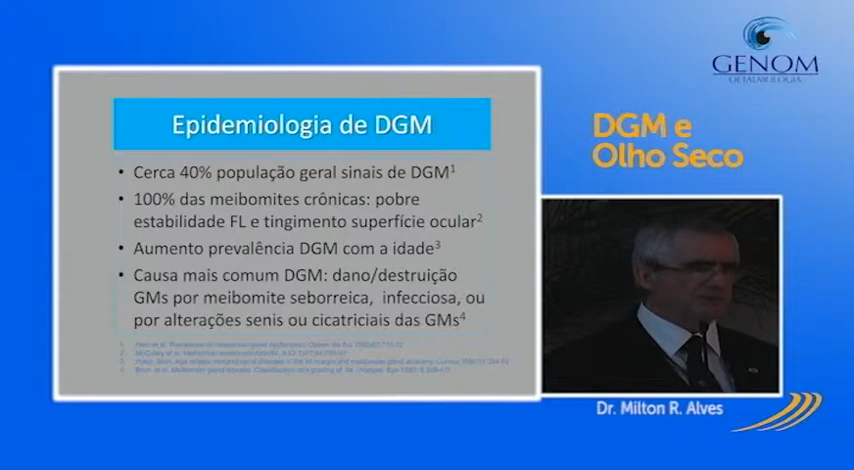 GENOM
OFTALMOLOGIA
DGM e
Olho Seco
Epidemiologia de DGM
• Cerca 40% população geral sinais de DGM¹
• 100% das meibomites crônicas: pobre
estabilidade FL e tingimento superfície ocular²
• Aumento prevalência DGM com a idade³
• Causa mais comum DGM: dano/destruição
GMs por meibomite seborreica, infecciosa, ou
por alterações senis ou cicatriciais das GMs⁴
Dr. Milton R. Alves